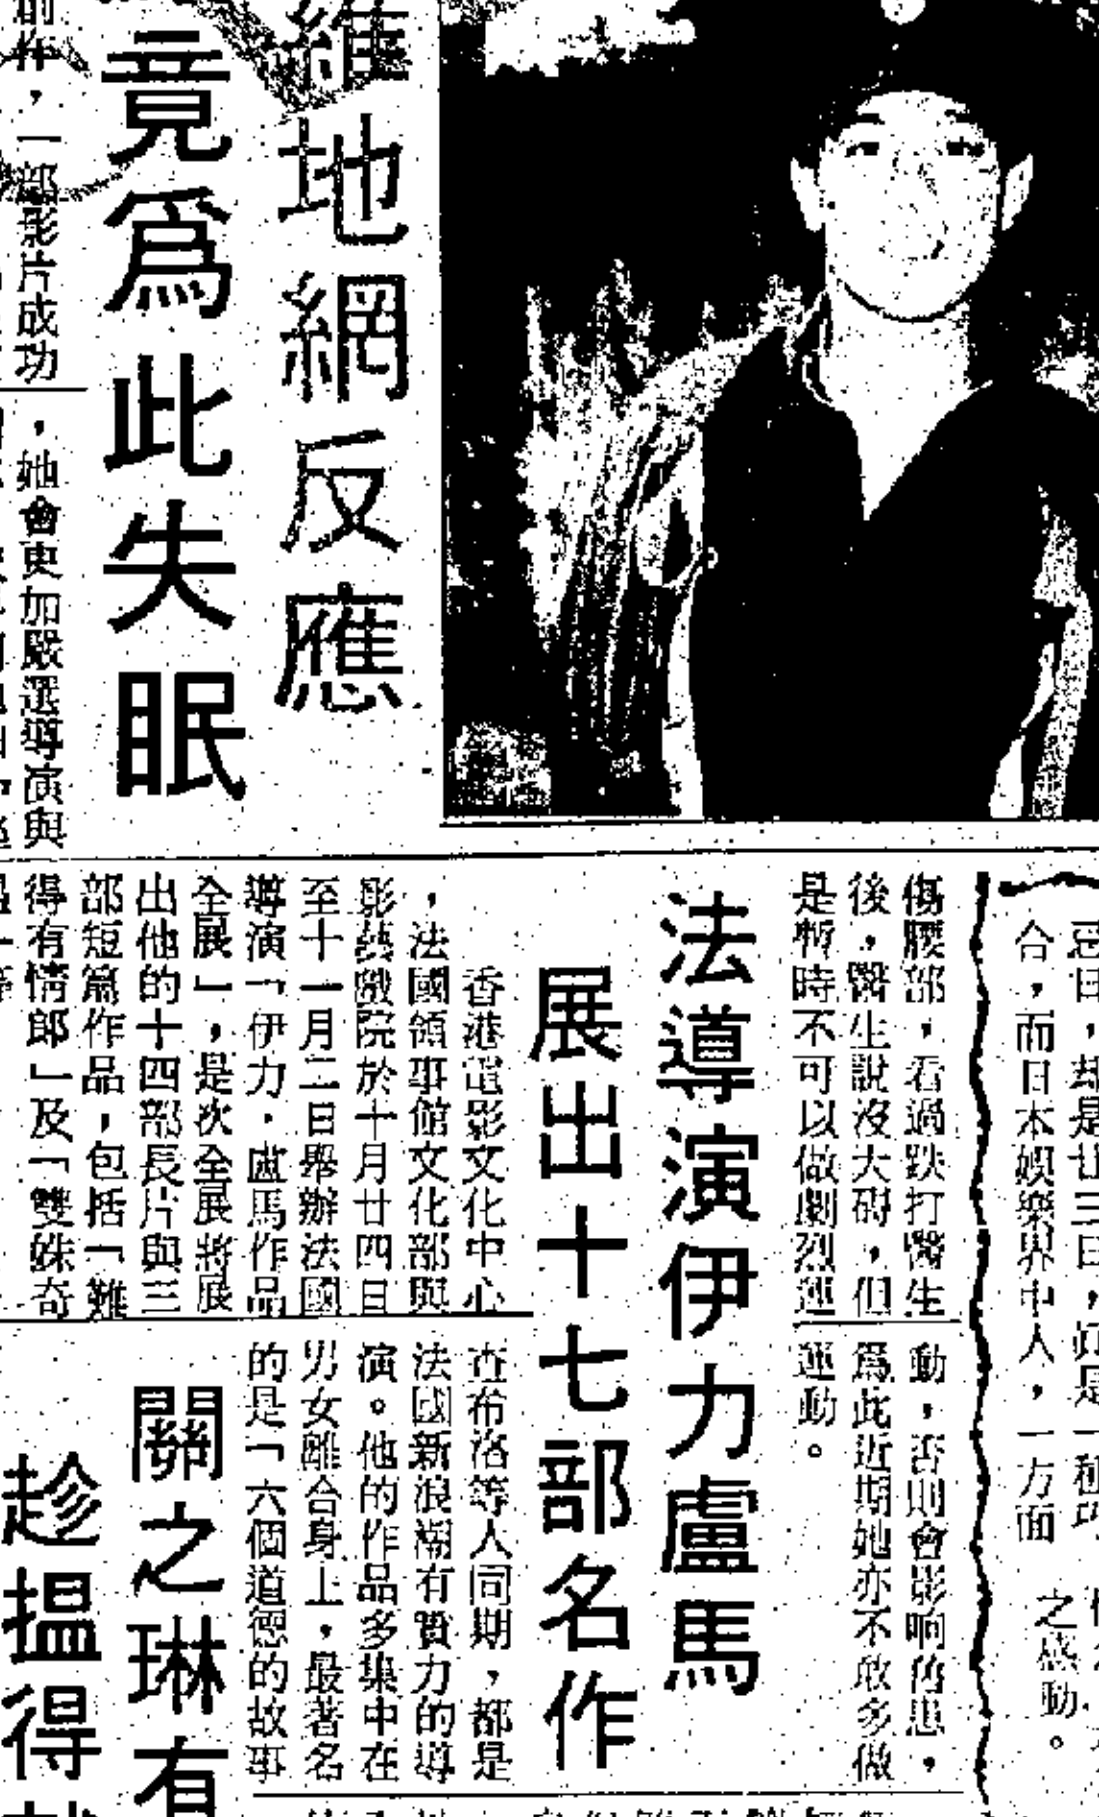 合，而日本娛樂界中人，一方面
之感動。
傷腰部，看過跌打醫生
後，醫生說沒大碍，但
是暫時不可以做劇烈運
動，否則會影响舊患，
爲此近期她亦不敢多做
運動。
法導演伊力盧馬
展出十七部名作
香港電影文化中心
，法國領事館文化部與
影藝戲院於十月廿四日
至十一月二日舉辦法國
導演「伊力．盧馬作品
全展」，是次全展將展
出他的十四部長片與三
部短篇作品，包括「難
得有情郎」及「雙姝奇
查布洛等人同期，都是
法國新浪潮有實力的導
演。他的作品多集中在
男女離合身上，最著名
的是「六個道德的故事
地網反應
竟爲此失眠
創作，一部影片成功
，她會更加嚴選導演與
關之琳有
趁搵得